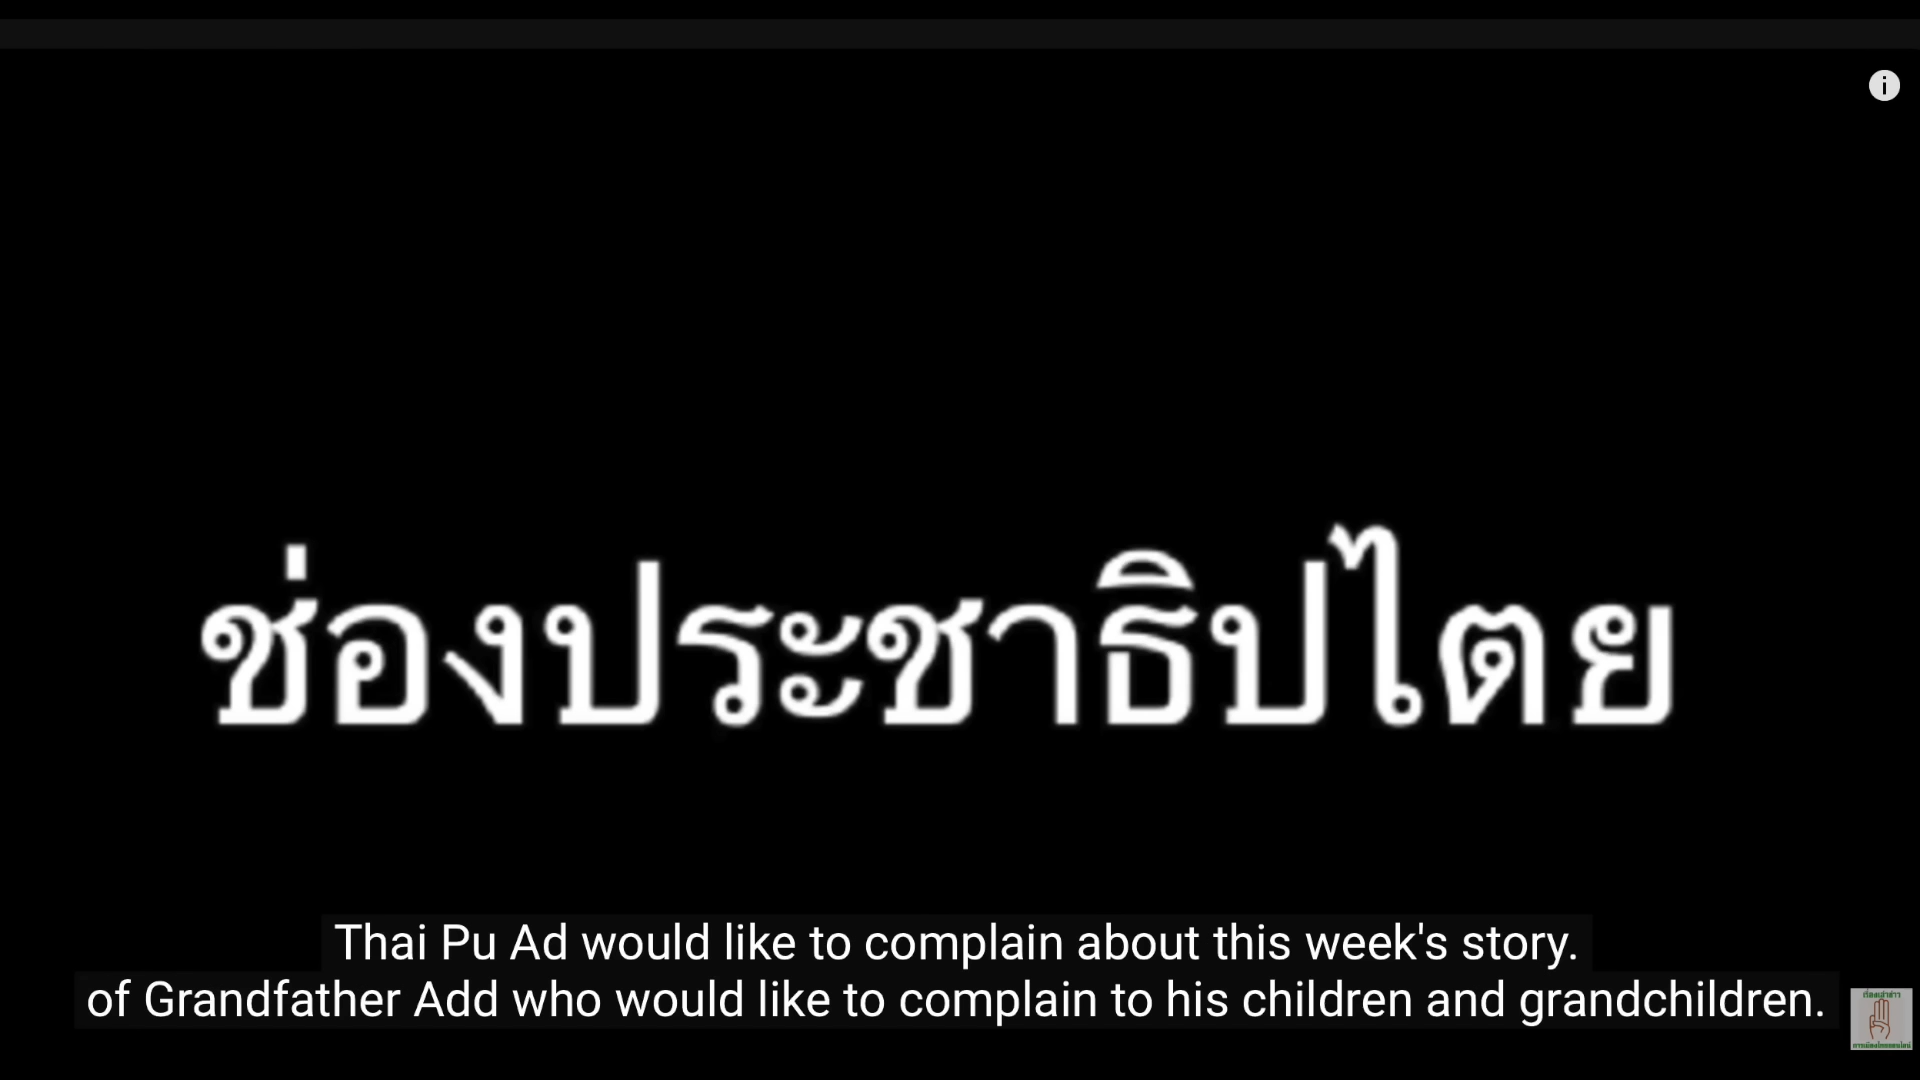 ช่องประชาธิปไตย
Thai Pu Ad would like to complain about this week's story.
of Grandfather Add who would like to complain to his children and grandchildren.